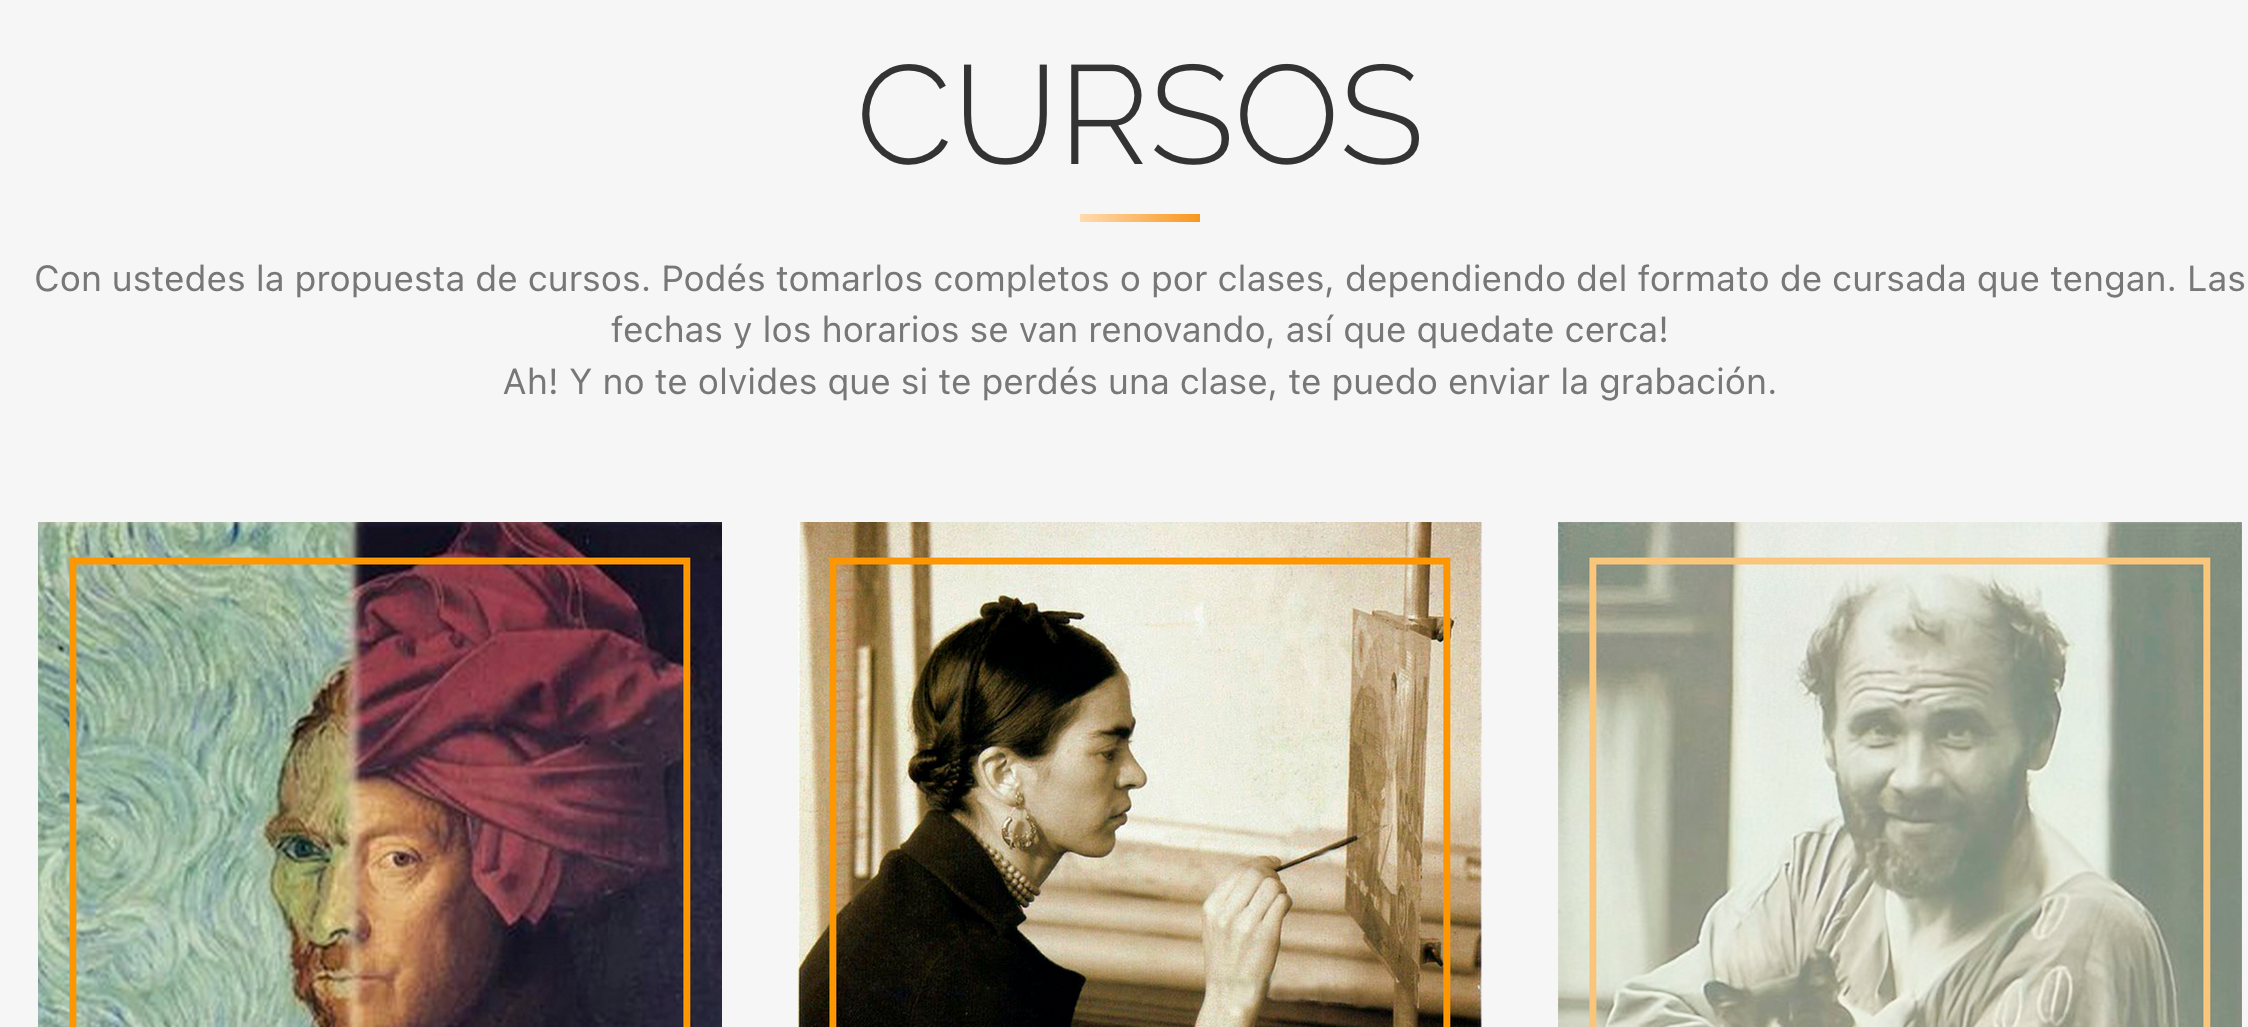 CURSOS
Con ustedes la propuesta de cursos. Podés tomarlos completos o por clases, dependiendo del formato de cursada que tengan. Las
fechas y los horarios se van renovando, así que quedate cerca!
Ah! Y no te olvides que si te perdés una clase, te puedo enviar la grabación.